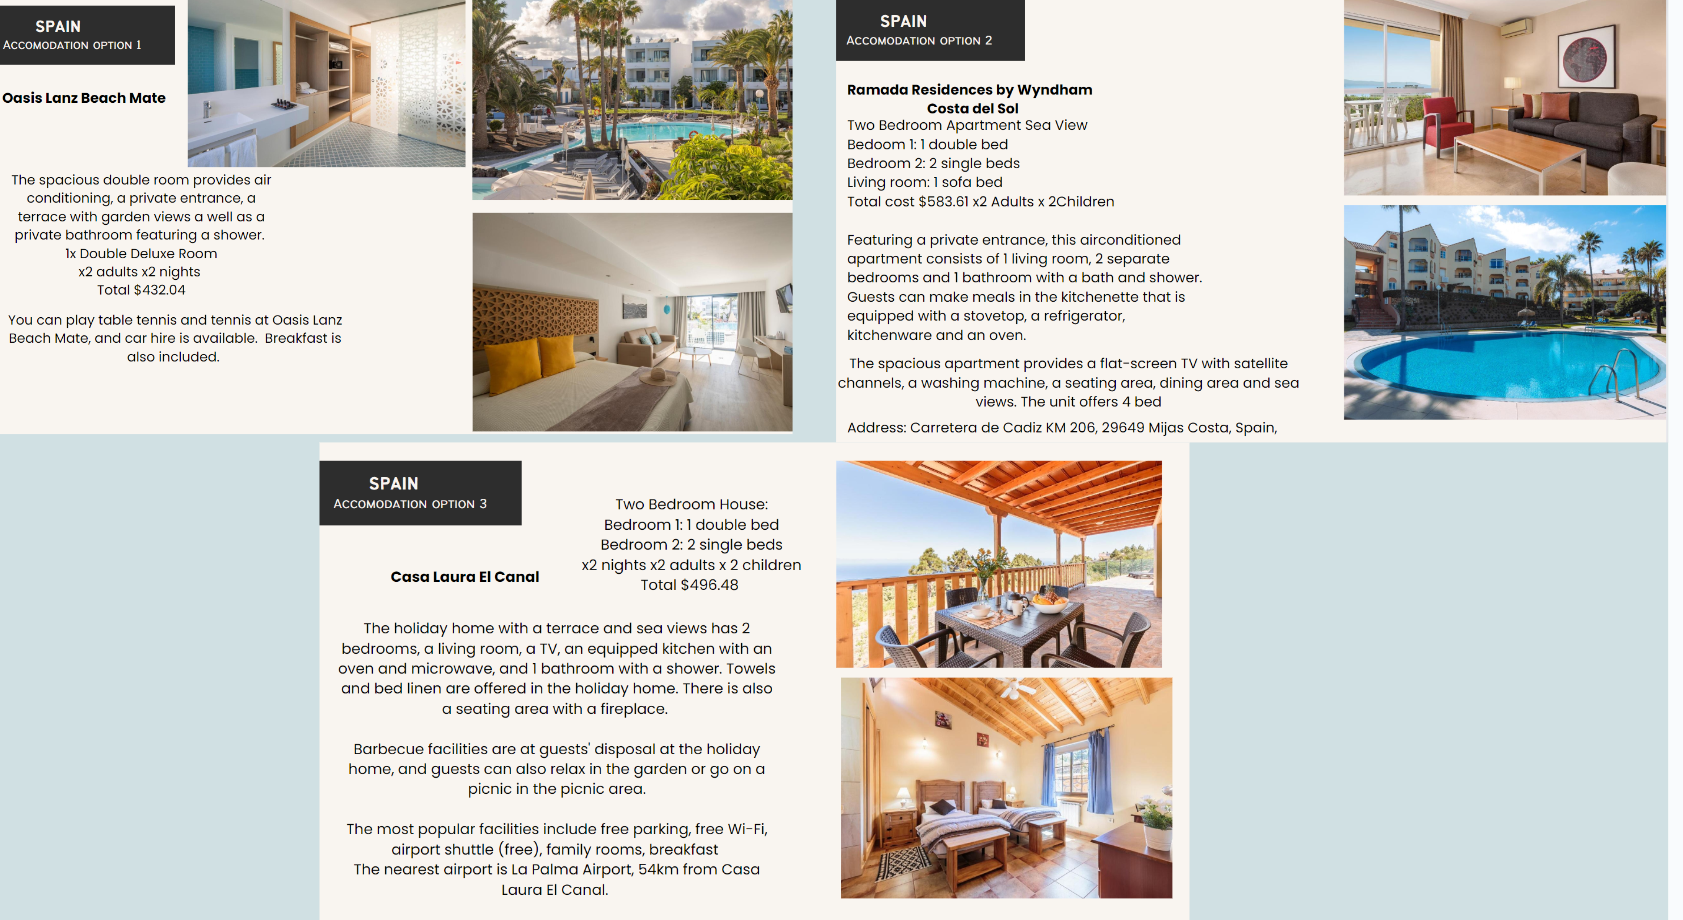 SPAIN
ACCOMODATION OPTION 1
Oasis Lanz Beach Mate
The spacious double room provides air
conditioning, a private entrance, a
terrace with garden views a well as a
private bathroom featuring a shower.
1x Double Deluxe Room
x2 adults x2 nights
Total $432.04
You can play table tennis and tennis at Oasis Lanz
Beach Mate, and car hire is available. Breakfast is
also included.
SPAIN
ACCOMODATION OPTION 2
Ramada Residences by Wyndham
Costa del Sol
Two Bedroom Apartment Sea View
Bedoom 1: 1 double bed
Bedroom 2: 2 single beds
Living room: 1 sofa bed
Total cost $583.61 x2 Adults x 2Children
Featuring a private entrance, this airconditioned
apartment consists of 1 living room, 2 separate
bedrooms and 1 bathroom with a bath and shower.
Guests can make meals in the kitchenette that is
equipped with a stovetop, a refrigerator,
kitchenware and an oven.
The spacious apartment provides a flat-screen TV with satellite
channels, a washing machine, a seating area, dining area and sea
views. The unit offers 4 bed
Address: Carretera de Cadiz KM 206, 29649 Mijas Costa, Spain,
SPAIN
ACCOMODATION OPTION 3
Casa Laura El Canal
Two Bedroom House:
Bedroom 1: 1 double bed
Bedroom 2: 2 single beds
x2 nights x2 adults x 2 children
Total $496.48
The holiday home with a terrace and sea views has 2
bedrooms, a living room, a TV, an equipped kitchen with an
oven and microwave, and 1 bathroom with a shower. Towels
and bed linen are offered in the holiday home. There is also
a seating area with a fireplace.
Barbecue facilities are at guests' disposal at the holiday
home, and guests can also relax in the garden or go on a
picnic in the picnic area.
The most popular facilities include free parking, free Wi-Fi,
airport shuttle (free), family rooms, breakfast
The nearest airport is La Palma Airport, 54km from Casa
Laura El Canal.